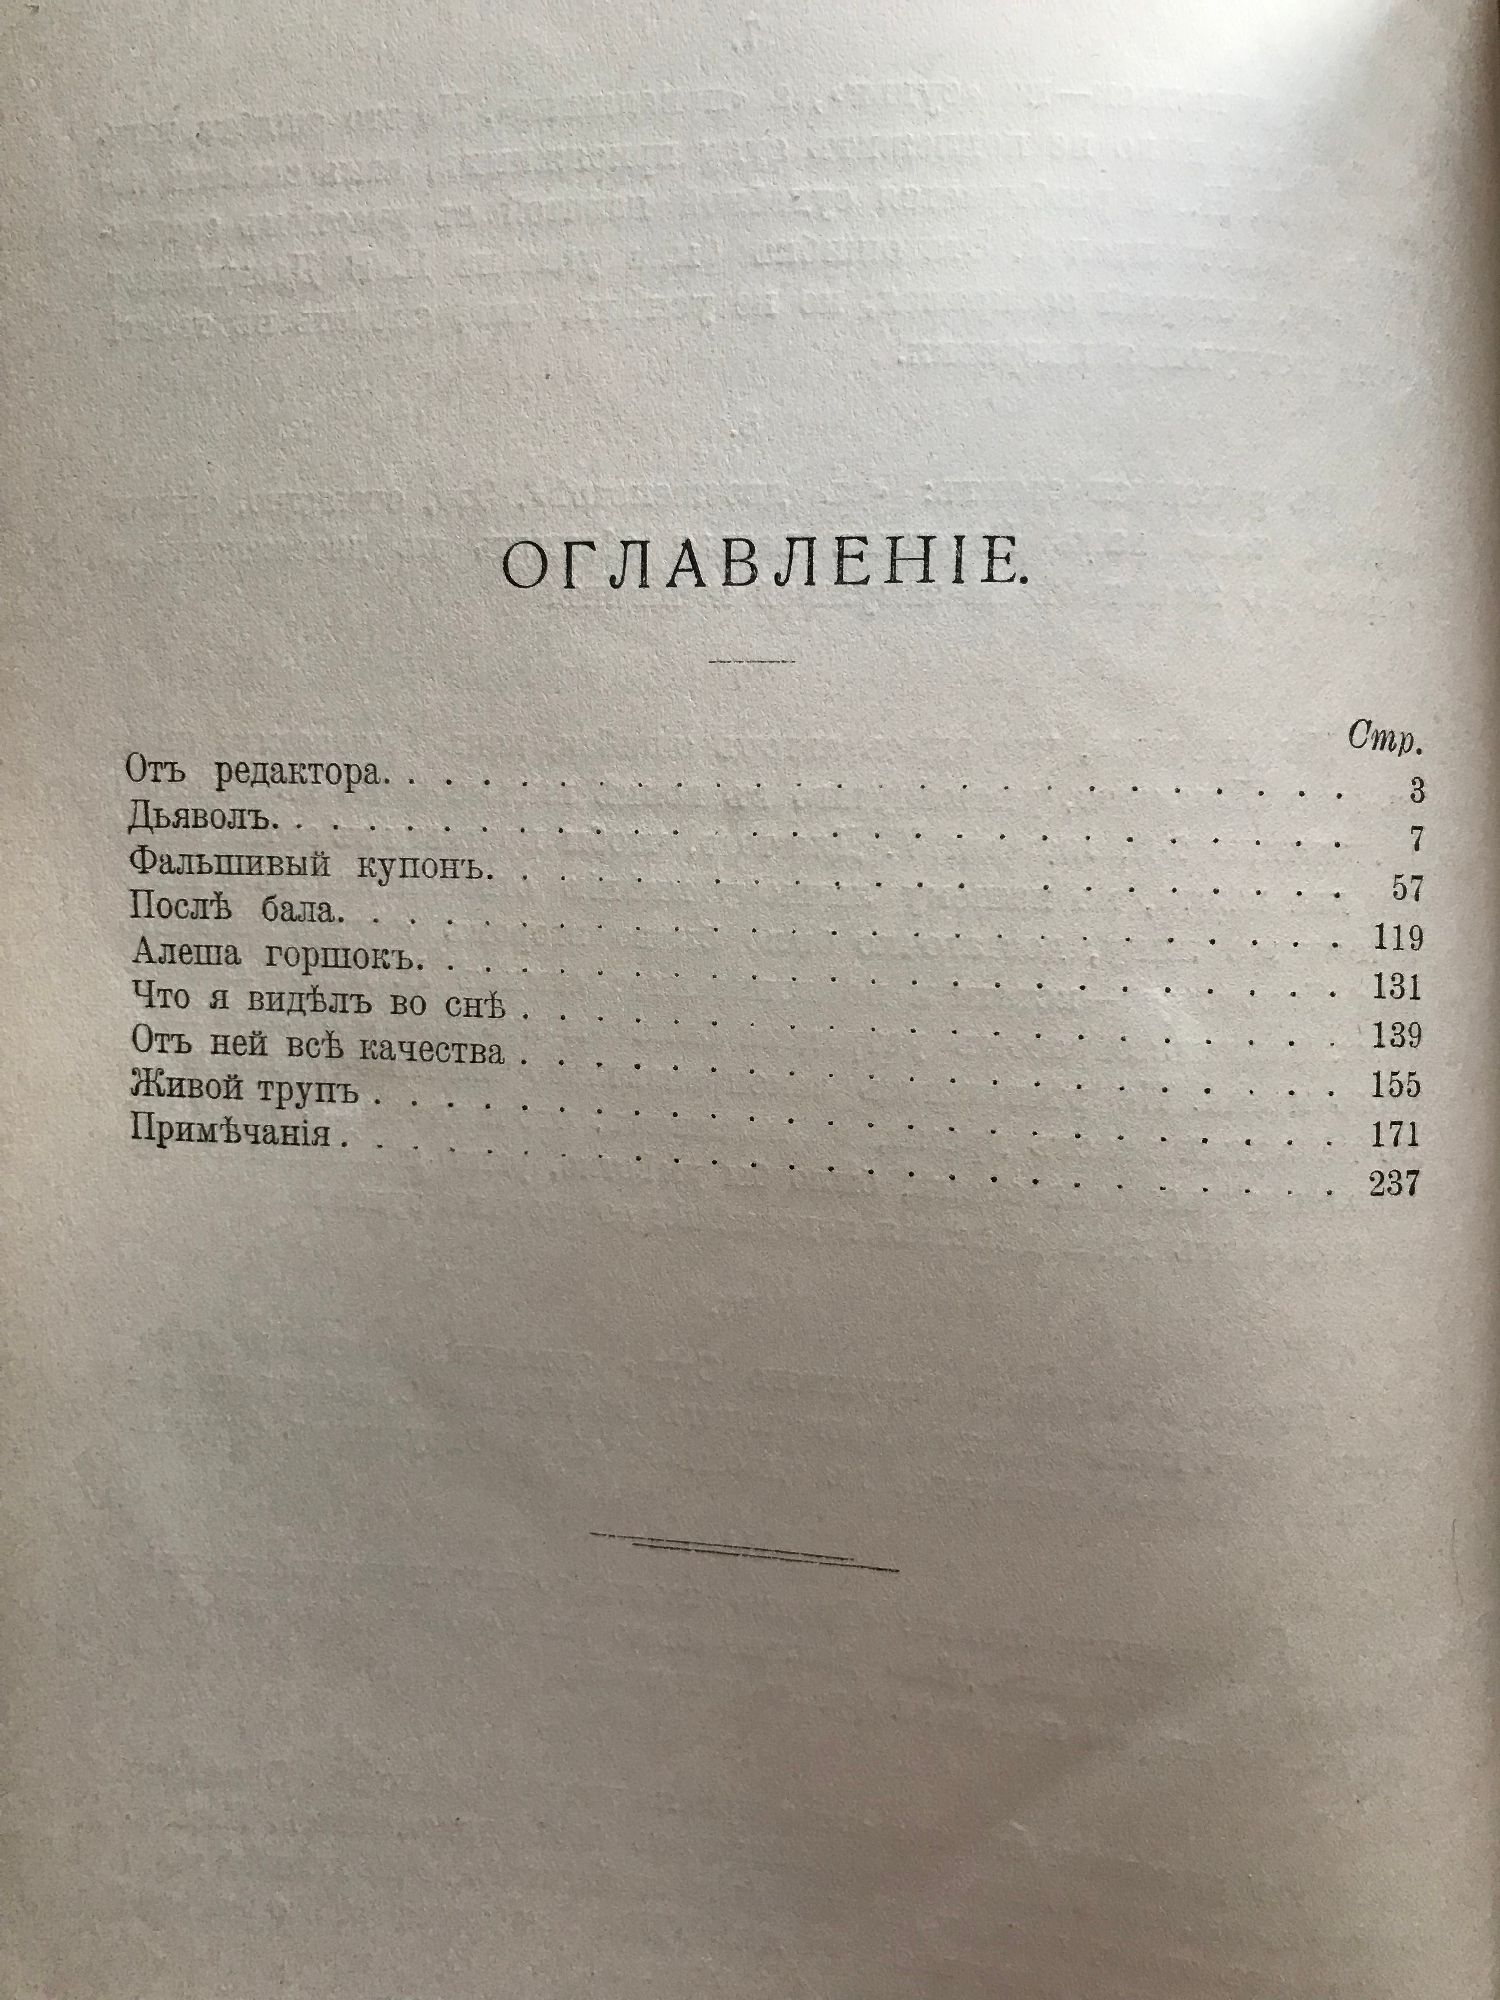 ОГЛАВЛЕНІЕ.
Стр.
Отъ редактора. 3
Дьяволъ. 7
Фальшивый купонъ. 57
Послѣ бала. 119
Алеша горшокъ. 131
Что я видѣлъ во снѣ 139
Отъ ней всѣ качества 155
Живой трупъ 171
Примѣчанія 237